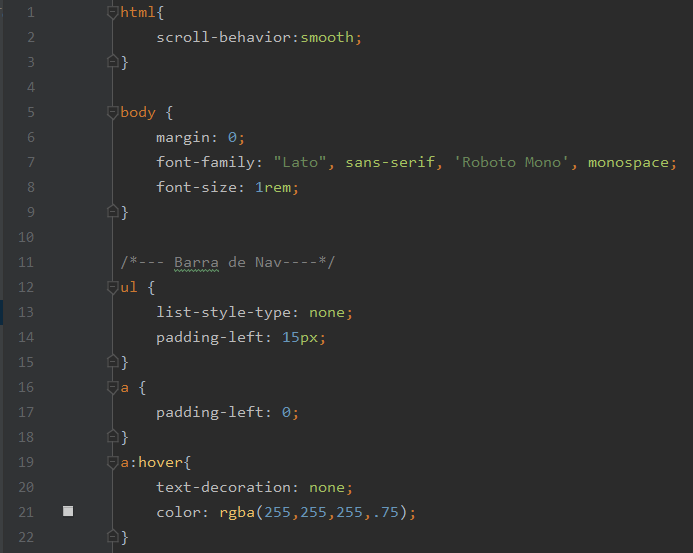 1 html{
2 scroll-behavior:smooth;
3 }
4
5 body {
6 margin: 0;
7 font-family: "Lato", sans-serif, 'Roboto Mono', monospace;
8 font-size: 1rem;
9 }
10
11 /*--- Barra de Nav----*/
12 ul {
13 list-style-type: none;
14 padding-left: 15px;
15 }
16 a {
17 padding-left: 0;
18 }
19 a:hover{
20 text-decoration: none;
21 color: rgba(255,255,255,.75);
22 }